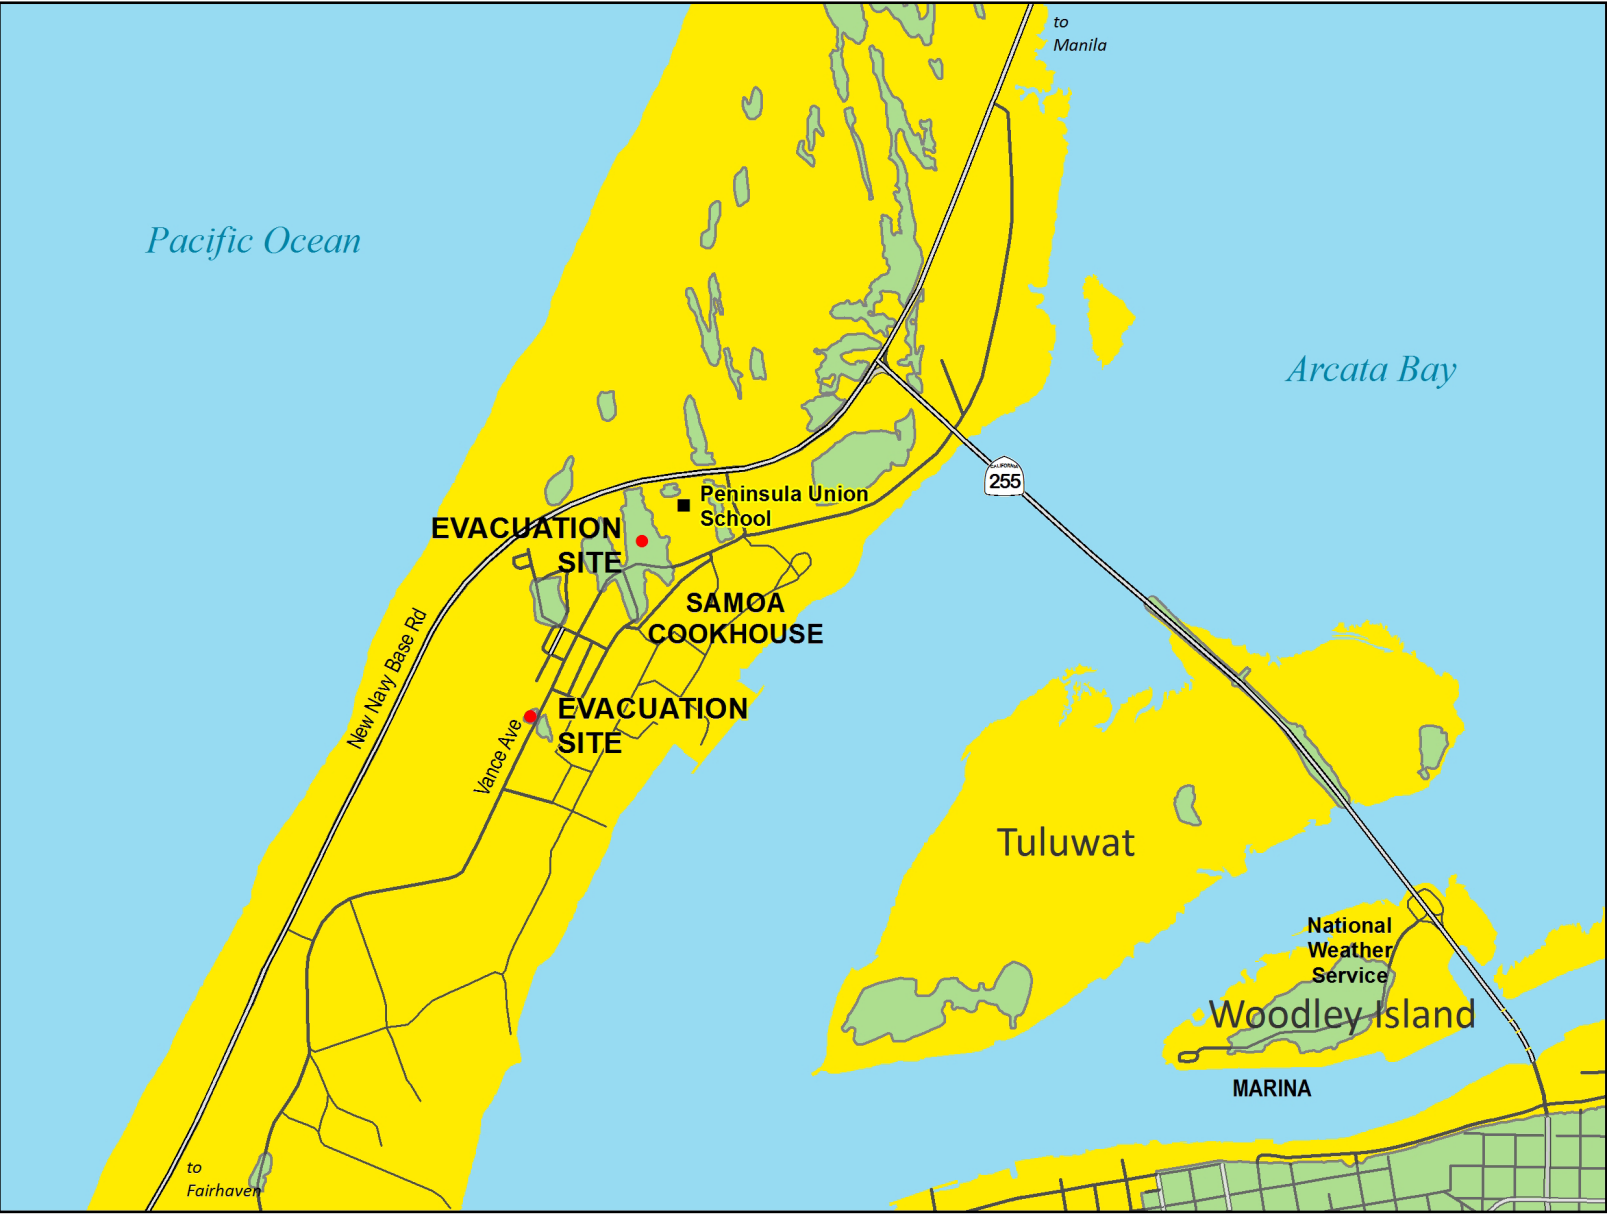 to
Manila
Pacific Ocean
Arcata Bay
CALIFORNIA
255
Peninsula Union
School
EVACUATION
SITE
SAMOA
COOKHOUSE
New Navy Base Rd
EVACUATION
SITE
Vance Ave
Tuluwat
National
Weather
Service
Woodley Island
MARINA
to
Fairhaven